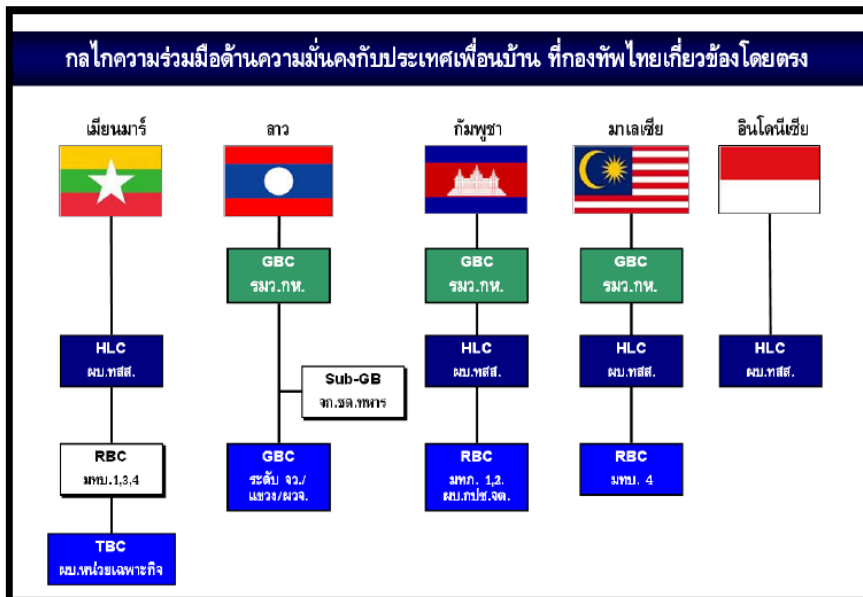 กลไกความร่วมมือด้านความมั่นคงกับประเทศเพื่อนบ้าน ที่กองทัพไทยเกี่ยวข้องโดยตรง
เมียนมาร์
ลาว
กัมพูชา
มาเลเซีย
อินโดนีเซีย
GBC
รมว.กห.
GBC
รมว.กห.
GBC
รมว.กห.
HLC
ผบ.ทสส.
HLC
ผบ.ทสส.
HLC
ผบ.ทสส.
HLC
ผบ.ทสส.
Sub-GB
จก.ชด.ทหาร
RBC
มทบ.1,3,4
GBC
ระดับ จว./
แขวง/ผวจ.
RBC
มทภ. 1,2.
ผบ.กปช.จต.
RBC
มทบ. 4
TBC
ผบ.หน่วยเฉพาะกิจ